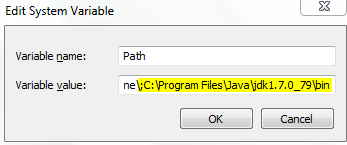 Edit System Variable
Variable name: Path
Variable value: ne\;C:\Program Files\Java\jdk1.7.0_79\bin
OK Cancel